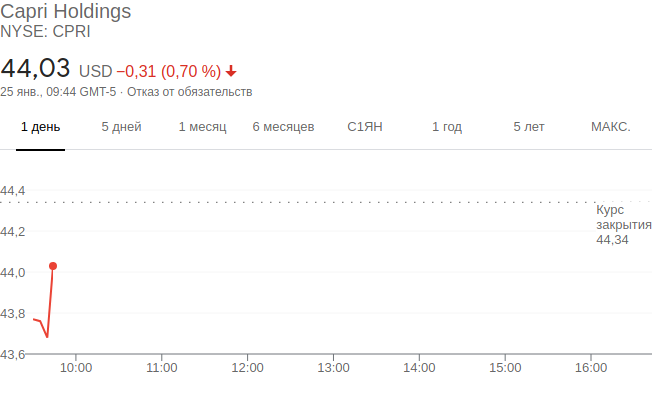 Capri Holdings
NYSE: CPRI
44,03 USD −0,31 (0,70 %)
25 янв., 09:44 GMT-5 · Отказ от обязательств
1 день 5 дней 1 месяц 6 месяцев С1ЯН 1 год 5 лет МАКС.
44,4
Курс
закрытия
44,34
44,2
44,0
43,8
43,6
10:00 11:00 12:00 13:00 14:00 15:00 16:00